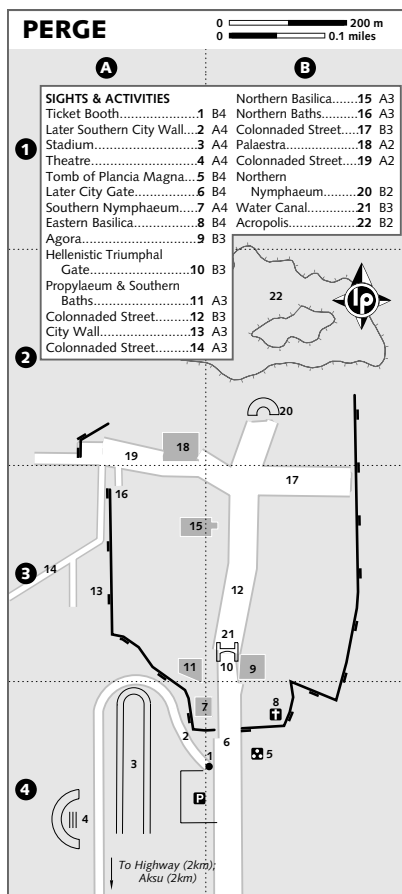 PERGE
0 200 m
0 0.1 miles
A B
SIGHTS & ACTIVITIES
Ticket Booth..................1 B4
Later Southern City Wall..2 A4
Stadium........................3 A4
Theatre.........................4 A4
Tomb of Plancia Magna..5 B4
Later City Gate..............6 B4
Southern Nymphaeum....7 A4
Eastern Basilica..............8 B4
Agora............................9 B3
Hellenistic Triumphal
Gate.........................10 B3
Propylaeum & Southern
Baths........................11 A3
Colonnaded Street.........12 B3
City Wall.....................13 A3
Colonnaded Street.........14 A3
Northern Basilica......15 A3
Northern Baths........16 A3
Colonnaded Street....17 B3
Palaestra.................18 A2
Colonnaded Street....19 A2
Northern
Nymphaeum.........20 B2
Water Canal............21 B3
Acropolis................22 B2
1
22
lp
2
20
18
19
17
16
15
3
14
13
12
21
11
10
9
7
8
2
6
1
5
3
P
4
4
To Highway (2km);
Aksu (2km)